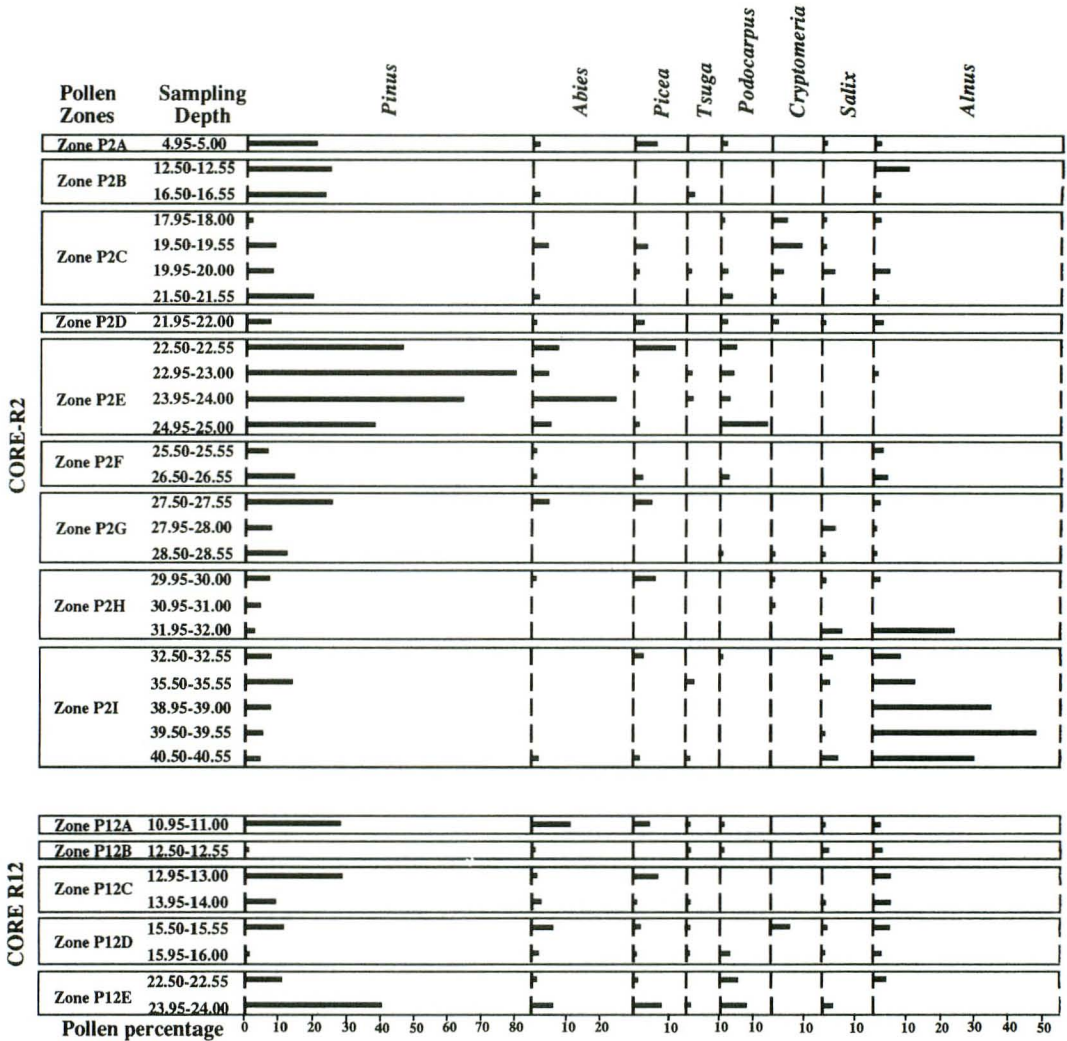 Pollen Zones
Sampling Depth
Pinus
Abies
Picea
Tsuga
Podocarpus
Cryptomeria
Salix
Alnus
CORE-R2
Zone P2A 4.95-5.00
12.50-12.55
Zone P2B
16.50-16.55
17.95-18.00
19.50-19.55
Zone P2C
19.95-20.00
21.50-21.55
Zone P2D 21.95-22.00
22.50-22.55
22.95-23.00
Zone P2E 23.95-24.00
24.95-25.00
25.50-25.55
Zone P2F
26.50-26.55
27.50-27.55
Zone P2G 27.95-28.00
28.50-28.55
29.95-30.00
Zone P2H 30.95-31.00
31.95-32.00
32.50-32.55
35.50-35.55
Zone P2I
38.95-39.00
39.50-39.55
40.50-40.55
CORE R12
Zone P12A 10.95-11.00
Zone P12B 12.50-12.55
12.95-13.00
Zone P12C
13.95-14.00
15.50-15.55
Zone P12D
15.95-16.00
22.50-22.55
Zone P12E
23.95-24.00
Pollen percentage 0 10 20 30 40 50 60 70 80 10 20 10 10 10 10 10 10 20 30 40 50